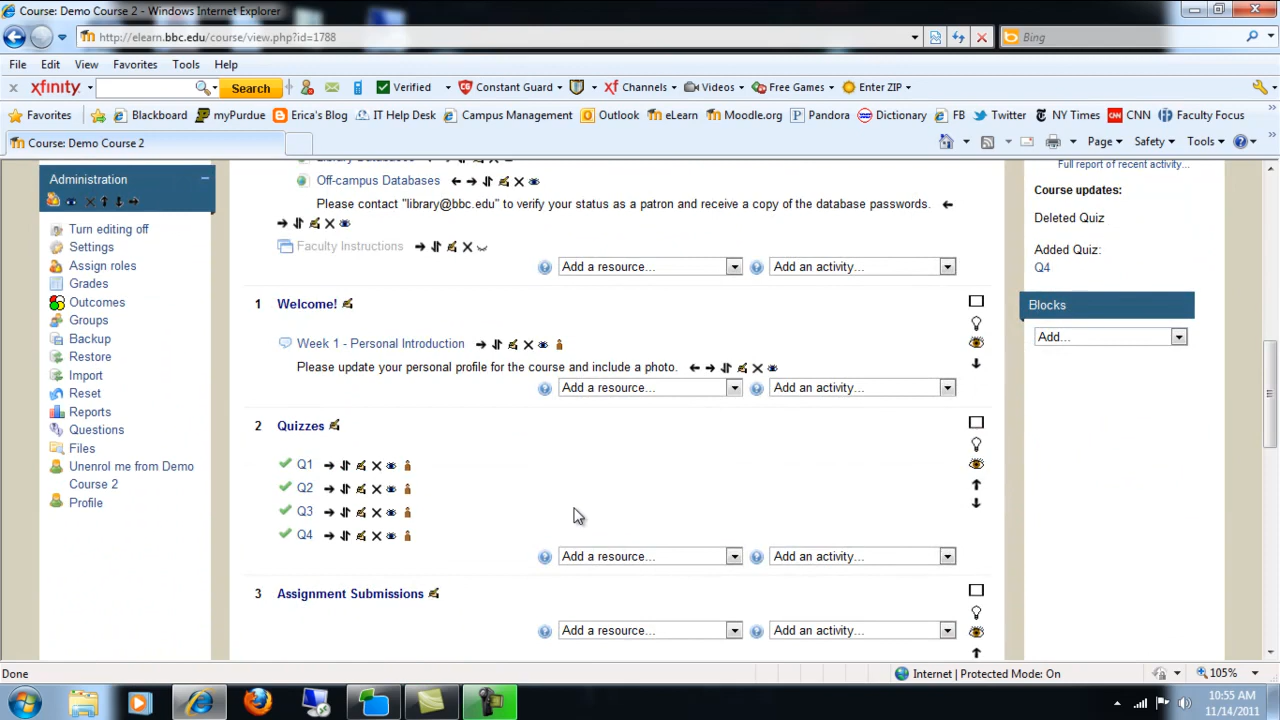 Course: Demo Course 2 - Windows Internet Explorer
http://elearn.bbc.edu/course/view.php?id=1788
Bing
File Edit View Favorites Tools Help
xfinity Search Verified Constant Guard Channels Videos Free Games Enter ZIP
Favorites Blackboard myPurdue Erica's Blog IT Help Desk Campus Management Outlook eLearn Moodle.org Pandora Dictionary FB Twitter NY Times CNN Faculty Focus
Course: Demo Course 2
Page Safety Tools
Administration
Turn editing off
Settings
Assign roles
Grades
Outcomes
Groups
Backup
Restore
Import
Reset
Reports
Questions
Files
Unenrol me from Demo
Course 2
Profile
Library Databases
Off-campus Databases
Please contact "library@bbc.edu" to verify your status as a patron and receive a copy of the database passwords.
Faculty Instructions
Add a resource... Add an activity...
1 Welcome!
Week 1 - Personal Introduction
Please update your personal profile for the course and include a photo.
Add a resource... Add an activity...
2 Quizzes
Q1
Q2
Q3
Q4
Add a resource... Add an activity...
3 Assignment Submissions
Add a resource... Add an activity...
Full report of recent activity...
Course updates:
Deleted Quiz
Added Quiz:
Q4
Blocks
Add...
Done
Internet | Protected Mode: On
105%
10:55 AM
11/14/2011